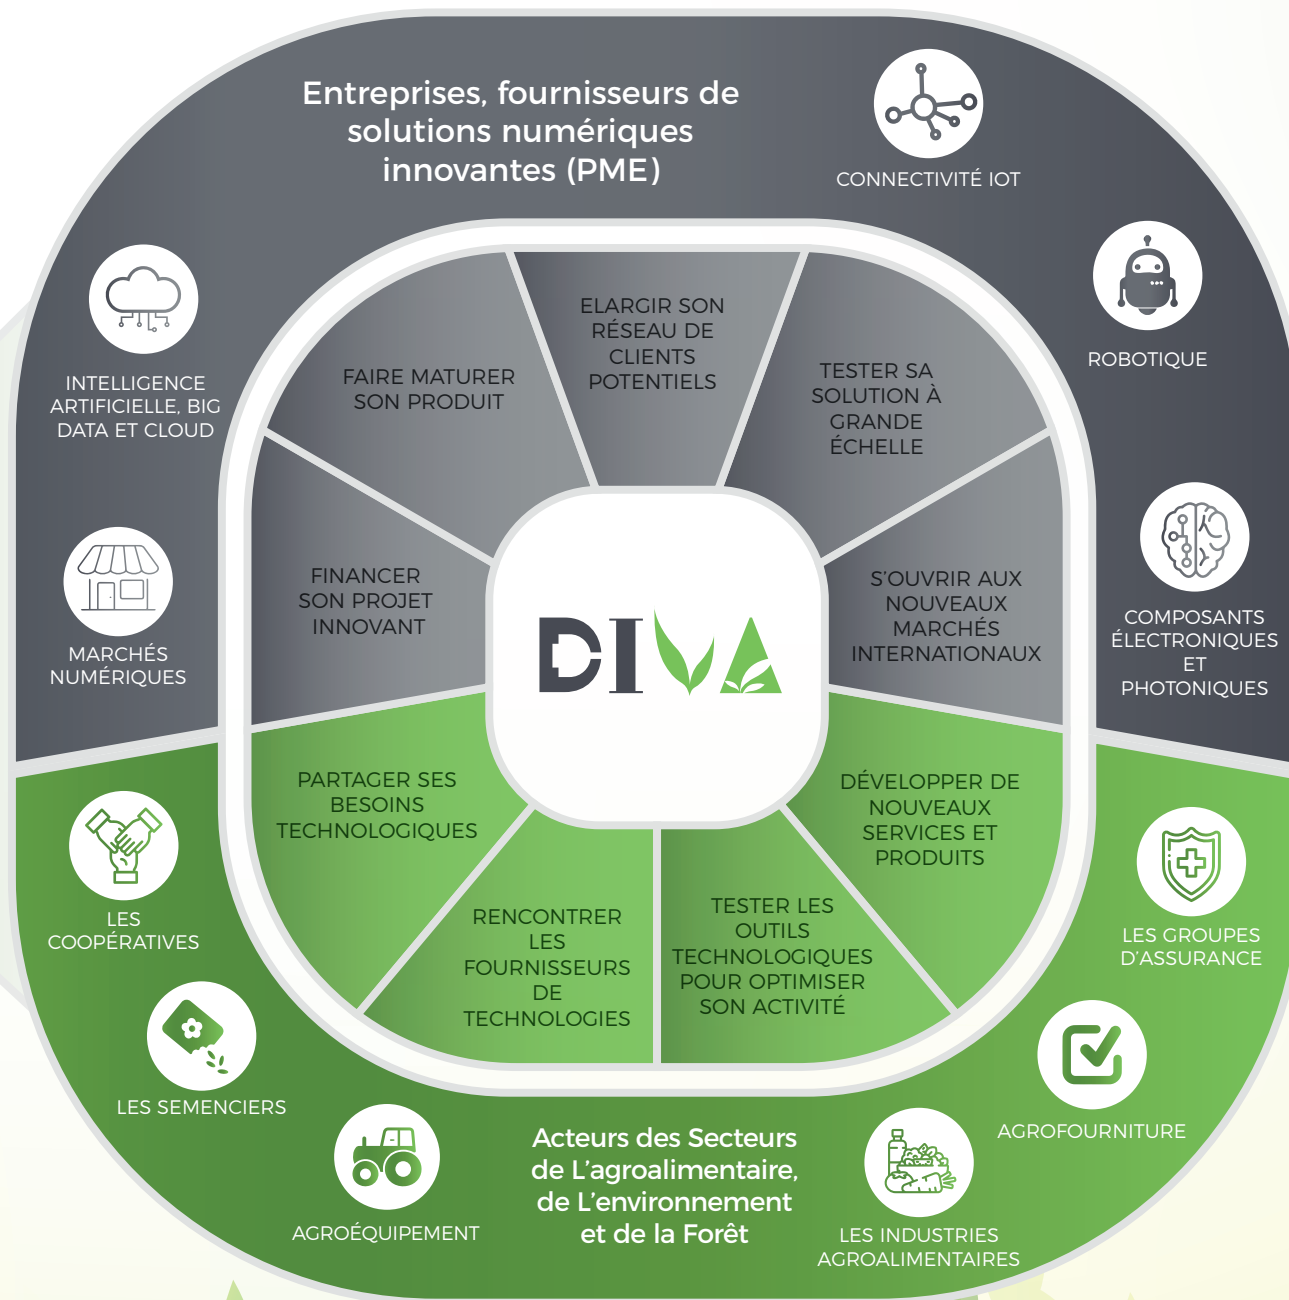 Entreprises, fournisseurs de
solutions numériques
innovantes (PME)
CONNECTIVITÉ IOT
ROBOTIQUE
INTELLIGENCE
ARTIFICIELLE, BIG
DATA ET CLOUD
MARCHÉS
NUMÉRIQUES
COMPOSANTS
ÉLECTRONIQUES
ET
PHOTONIQUES
ELARGIR SON
RÉSEAU DE
CLIENTS
POTENTIELS
FAIRE MATURER
SON PRODUIT
TESTER SA
SOLUTION À
GRANDE
ÉCHELLE
FINANCER
SON PROJET
INNOVANT
S'OUVRIR AUX
NOUVEAUX
MARCHÉS
INTERNATIONAUX
DIVA
PARTAGER SES
BESOINS
TECHNOLOGIQUES
DÉVELOPPER DE
NOUVEAUX
SERVICES ET
PRODUITS
RENCONTRER
LES
FOURNISSEURS
DE
TECHNOLOGIES
TESTER LES
OUTILS
TECHNOLOGIQUES
POUR OPTIMISER
SON ACTIVITÉ
LES
COOPÉRATIVES
LES GROUPES
D'ASSURANCE
LES SEMENCIERS
AGROFOURNITURE
AGROÉQUIPEMENT
Acteurs des Secteurs
de L'agroalimentaire,
de L'environnement
et de la Forêt
LES INDUSTRIES
AGROALIMENTAIRES